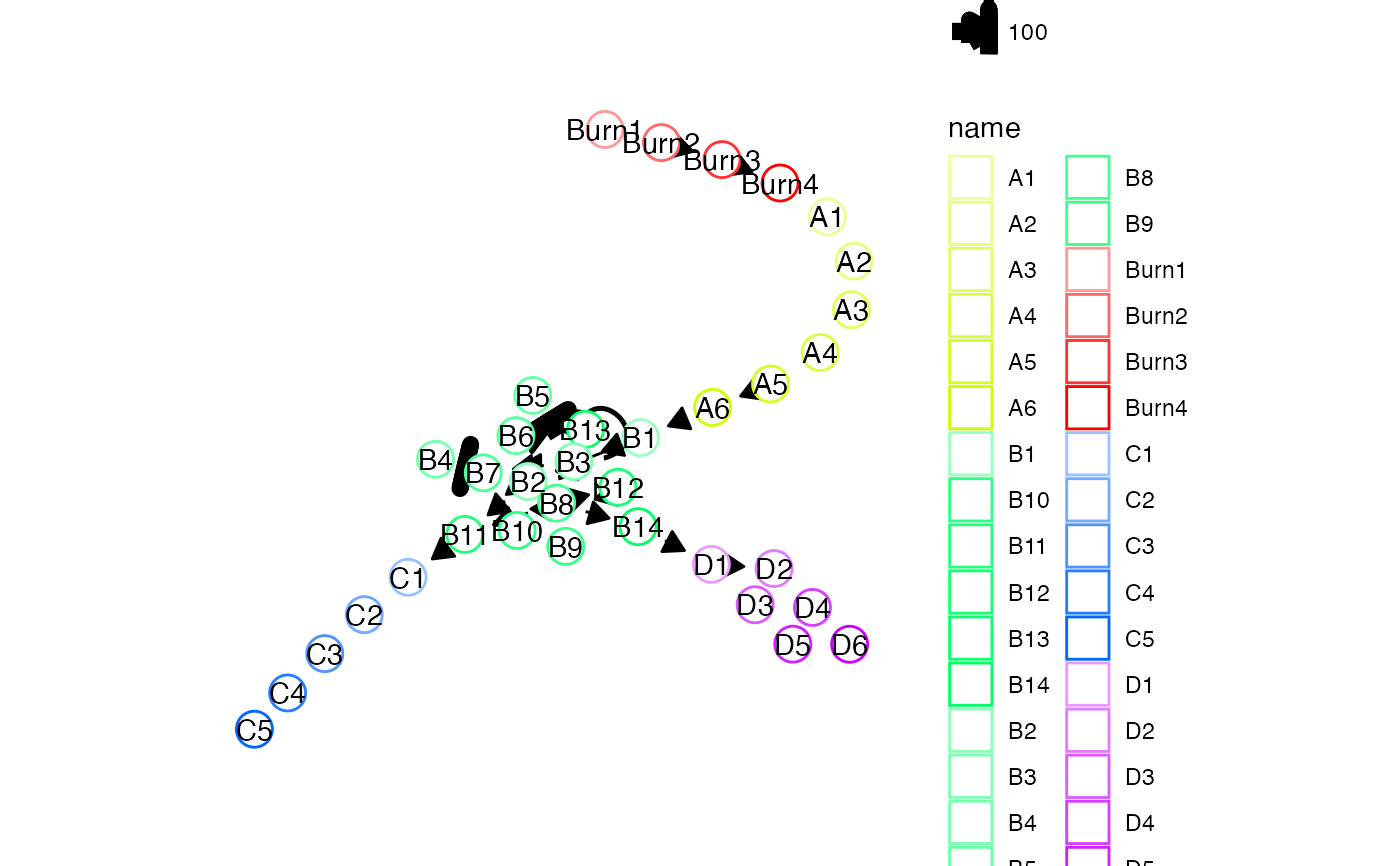 100
name
A1 B8
A2 B9
A3 Burn1
A4 Burn2
A5 Burn3
A6 Burn4
B1 C1
B10 C2
B11 C3
B12 C4
B13 C5
B14 D1
B2 D2
B3 D3
B4 D4
B5 D5
Burn1
Burn2
Burn3
Burn4
A1
A2
A3
A4
A5
A6
B5
B6
B13
B1
B4
B7
B3
B2
B12
B8
B11
B10
B14
B9
C1
D1
D2
C2
D3
D4
C3
D5
D6
C4
C5